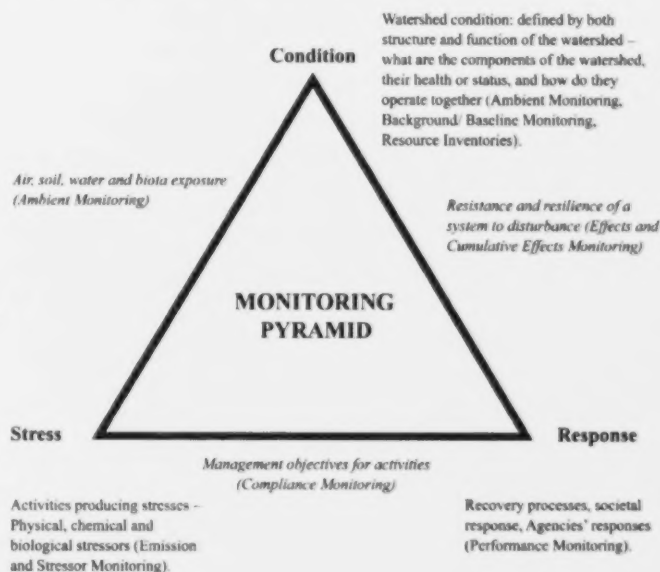 Watershed condition: defined by both
structure and function of the watershed –
what are the components of the watershed,
their health or status, and how do they
operate together (Ambient Monitoring,
Background/ Baseline Monitoring,
Resource Inventories).
Condition
Air, soil, water and biota exposure
(Ambient Monitoring)
Resistance and resilience of a
system to disturbance (Effects and
Cumulative Effects Monitoring)
MONITORING
PYRAMID
Stress
Response
Management objectives for activities
(Compliance Monitoring)
Activities producing stresses –
Physical, chemical and
biological stressors (Emission
and Stressor Monitoring).
Recovery processes, societal
response, Agencies' responses
(Performance Monitoring).